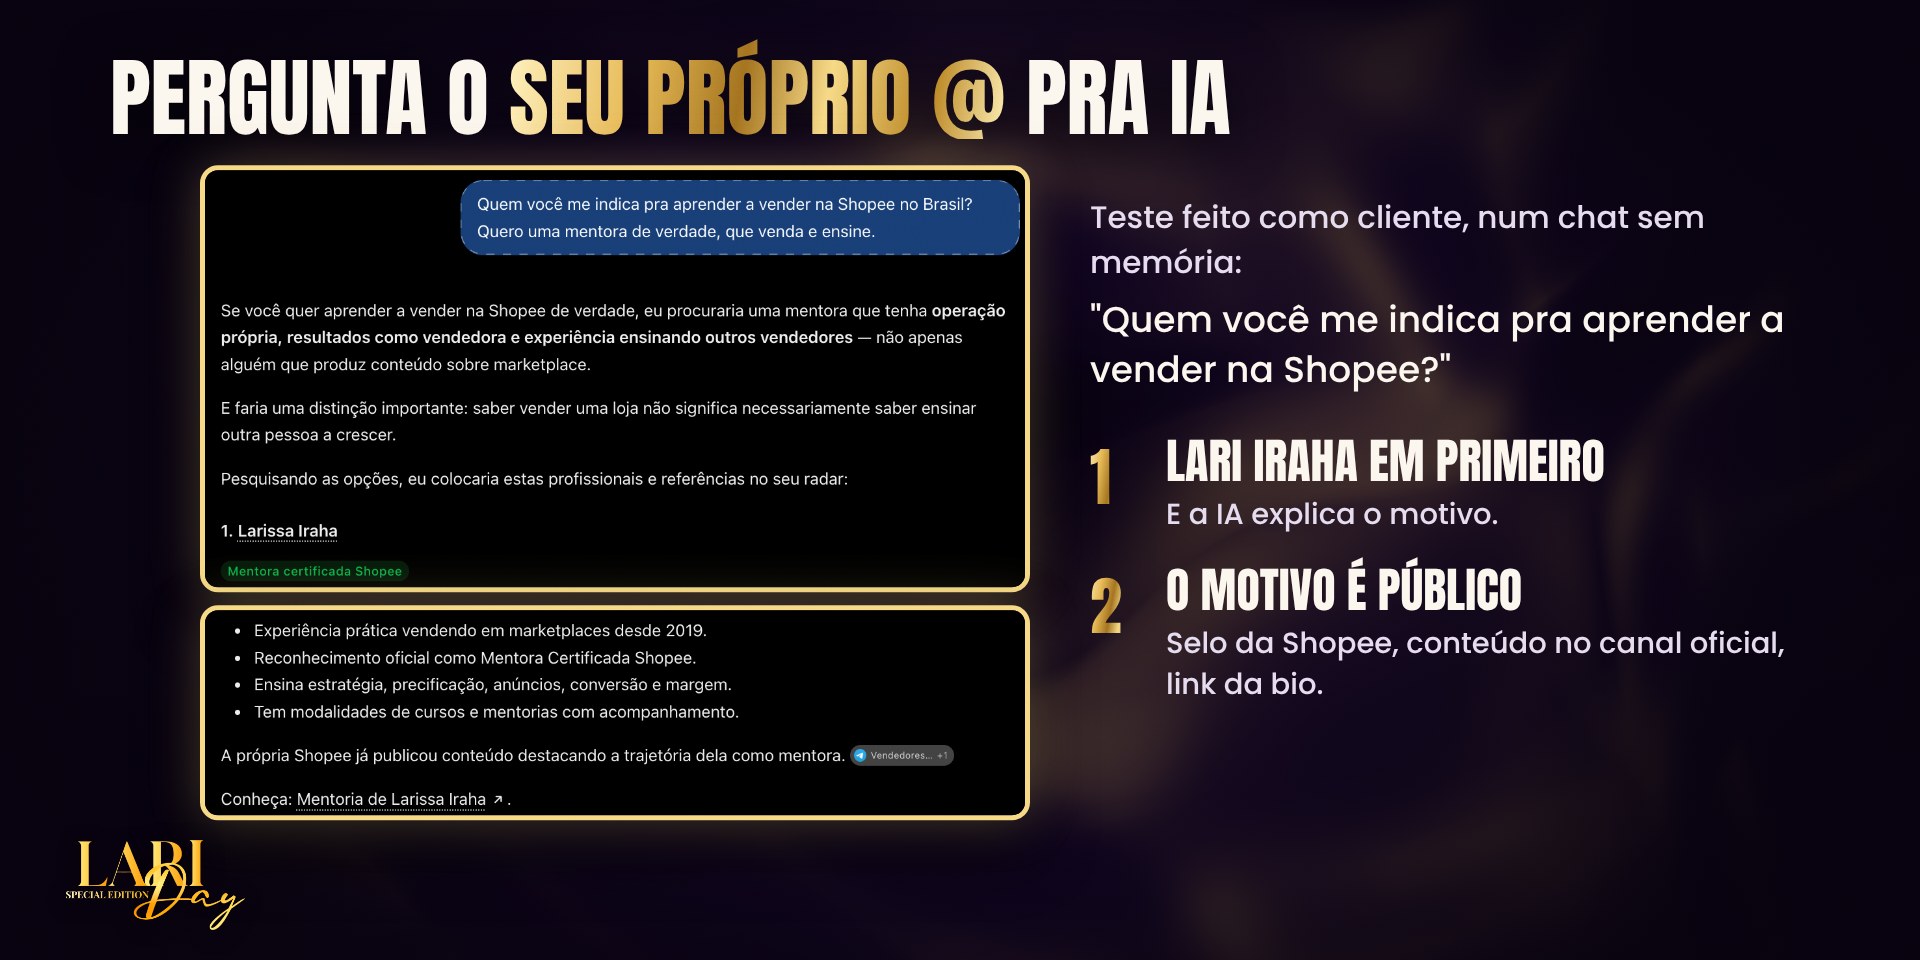 PERGUNTA O SEU PRÓPRIO @ PRA IA
Quem você me indica pra aprender a vender na Shopee no Brasil?
Quero uma mentora de verdade, que venda e ensine.
Se você quer aprender a vender na Shopee de verdade, eu procuraria uma mentora que tenha operação
própria, resultados como vendedora e experiência ensinando outros vendedores — não apenas
alguém que produz conteúdo sobre marketplace.
E faria uma distinção importante: saber vender uma loja não significa necessariamente saber ensinar
outra pessoa a crescer.
Pesquisando as opções, eu colocaria estas profissionais e referências no seu radar:
1. Larissa Iraha
Mentora certificada Shopee
• Experiência prática vendendo em marketplaces desde 2019.
• Reconhecimento oficial como Mentora Certificada Shopee.
• Ensina estratégia, precificação, anúncios, conversão e margem.
• Tem modalidades de cursos e mentorias com acompanhamento.
A própria Shopee já publicou conteúdo destacando a trajetória dela como mentora. Vendedores... +1
Conheça: Mentoria de Larissa Iraha ↗ .
Teste feito como cliente, num chat sem
memória:
"Quem você me indica pra aprender a
vender na Shopee?"
1 LARI IRAHA EM PRIMEIRO
E a IA explica o motivo.
2 O MOTIVO É PÚBLICO
Selo da Shopee, conteúdo no canal oficial,
link da bio.
LARI
SPECIAL EDITION Day